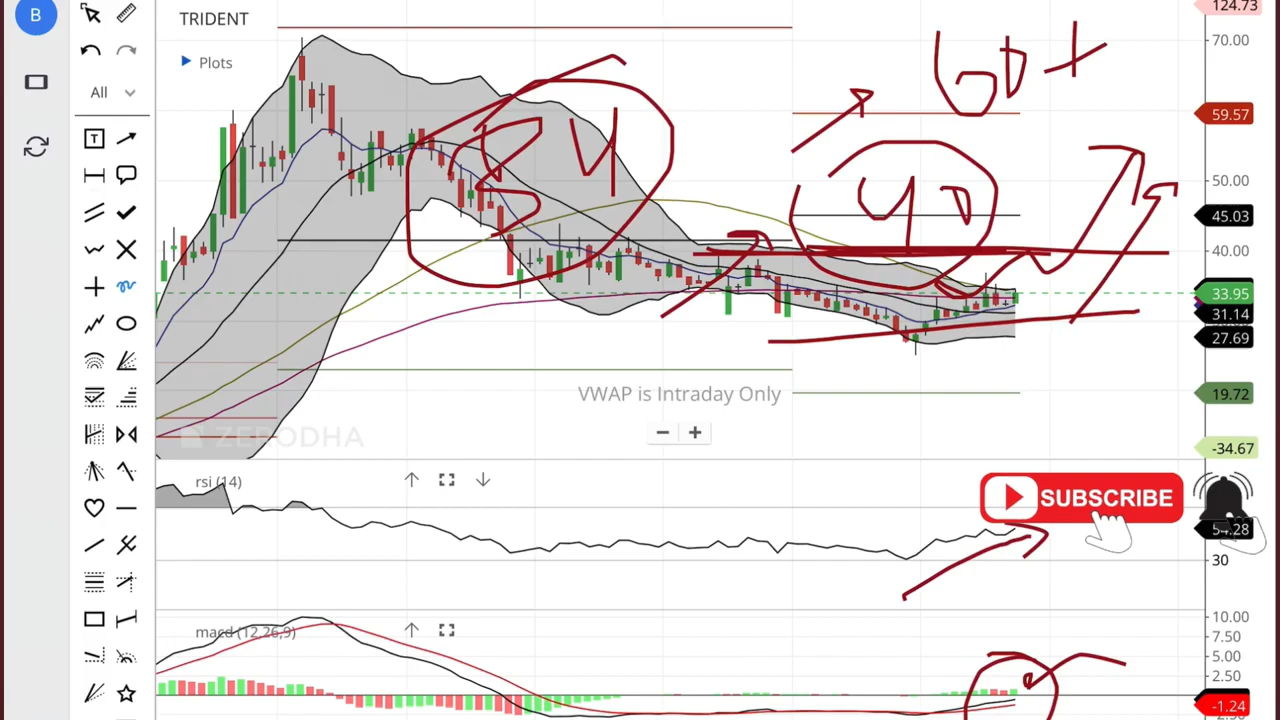 B
TRIDENT
Plots
All
124.73
70.00
60+
59.57
84
50.00
40
45.03
40.00
33.95
31.14
27.69
VWAP is Intraday Only
19.72
ZERODHA
-34.67
rsi (14)
SUBSCRIBE
54.28
30
macd (12,26,9)
10.00
7.50
5.00
2.50
-1.24